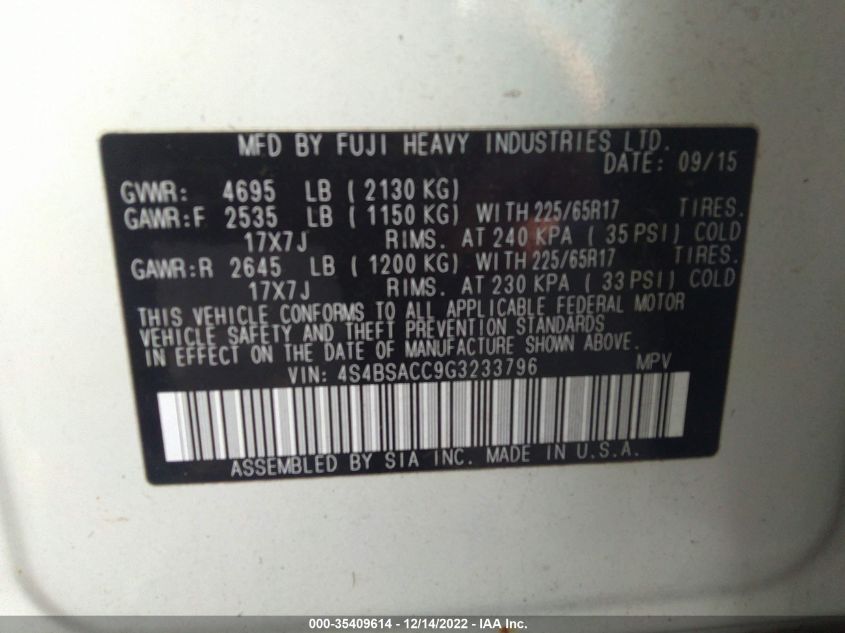 MFD BY FUJI HEAVY INDUSTRIES LTD.
DATE: 09/15
GVWR: 4695 LB ( 2130 KG)
GAWR:F 2535 LB ( 1150 KG) WITH 225/65R17 TIRES.
17X7J RIMS. AT 240 KPA ( 35 PSI) COLD
GAWR:R 2645 LB ( 1200 KG) WITH 225/65R17 TIRES.
17X7J RIMS. AT 230 KPA ( 33 PSI) COLD
THIS VEHICLE CONFORMS TO ALL APPLICABLE FEDERAL MOTOR
VEHICLE SAFETY AND THEFT PREVENTION STANDARDS
IN EFFECT ON THE DATE OF MANUFACTURE SHOWN ABOVE.
VIN: 4S4BSACC9G3233796 MPV
ASSEMBLED BY SIA INC. MADE IN U.S.A.
000-35409614 - 12/14/2022 - IAAI.com